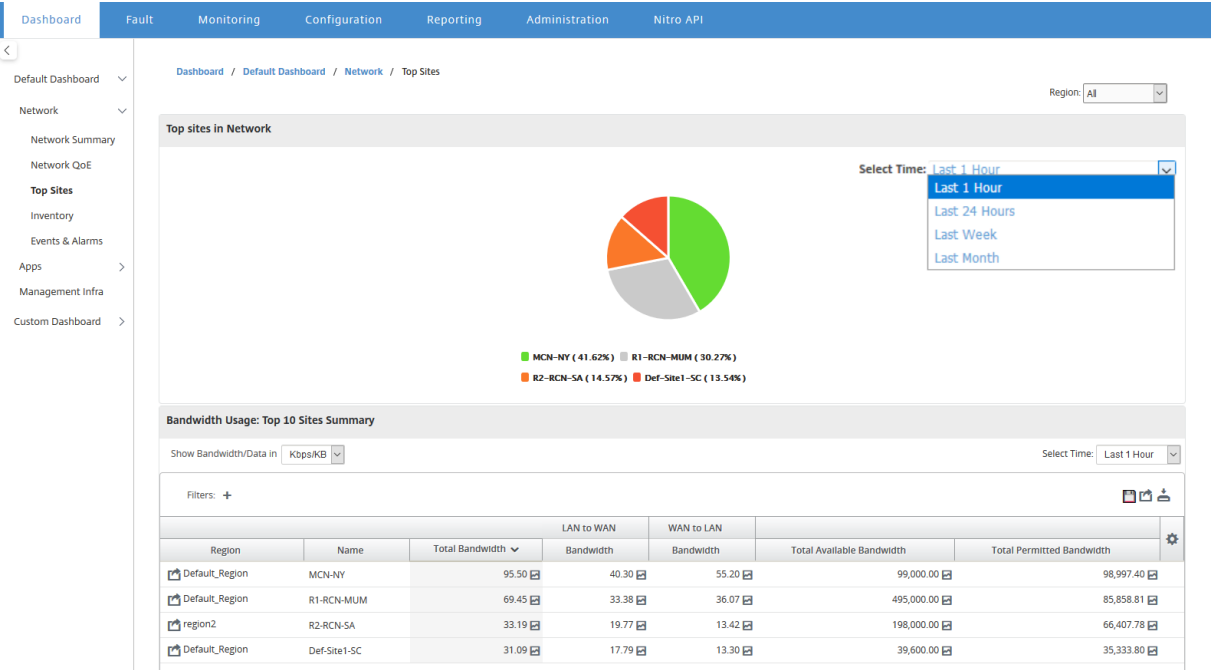 Dashboard Fault Monitoring Configuration Reporting Administration Nitro API
Default Dashboard
Network
Network Summary
Network QoE
Top Sites
Inventory
Events & Alarms
Apps
Management Infra
Custom Dashboard
Dashboard / Default Dashboard / Network / Top Sites
Region: All
Top sites in Network
Select Time: Last 1 Hour
Last 1 Hour
Last 24 Hours
Last Week
Last Month
MCN-NY ( 41.62% ) R1-RCN-MUM ( 30.27% )
R2-RCN-SA ( 14.57% ) Def-Site1-SC ( 13.54% )
Bandwidth Usage: Top 10 Sites Summary
Show Bandwidth/Data in Kbps/KB Select Time: Last 1 Hour
Filters: +
LAN to WAN WAN to LAN
Region Name Total Bandwidth Bandwidth Bandwidth Total Available Bandwidth Total Permitted Bandwidth
Default_Region MCN-NY 95.50 40.30 55.20 99,000.00 98,997.40
Default_Region R1-RCN-MUM 69.45 33.38 36.07 495,000.00 85,858.81
region2 R2-RCN-SA 33.19 19.77 13.42 198,000.00 66,407.78
Default_Region Def-Site1-SC 31.09 17.79 13.30 39,600.00 35,333.80